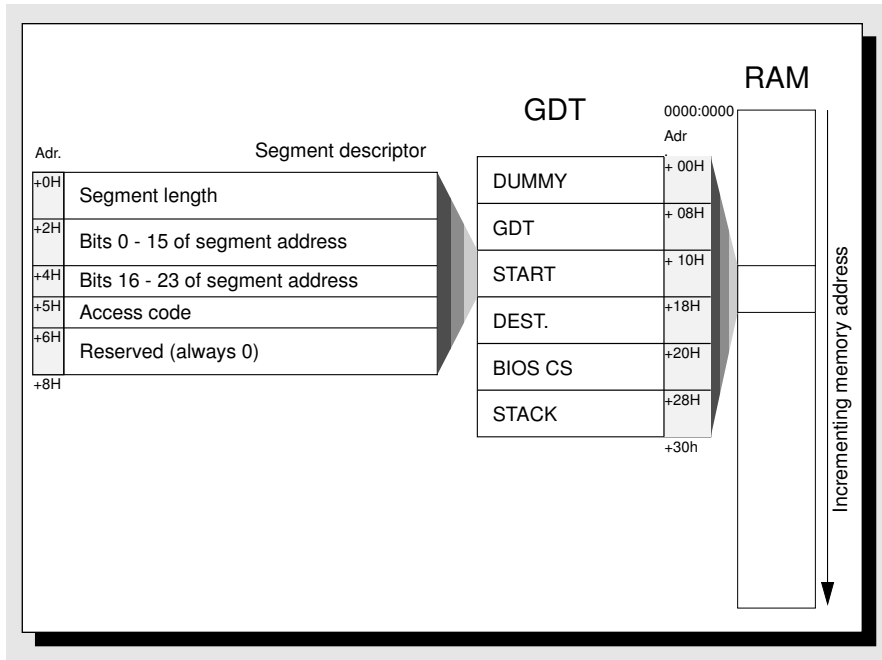 RAM
GDT
0000:0000
Adr
.
Adr.
Segment descriptor
+0H
Segment length
+2H
Bits 0 - 15 of segment address
+4H
Bits 16 - 23 of segment address
+5H
Access code
+6H
Reserved (always 0)
+8H
DUMMY
+ 00H
GDT
+ 08H
START
+ 10H
DEST.
+18H
BIOS CS
+20H
STACK
+28H
+30h
Incrementing memory address